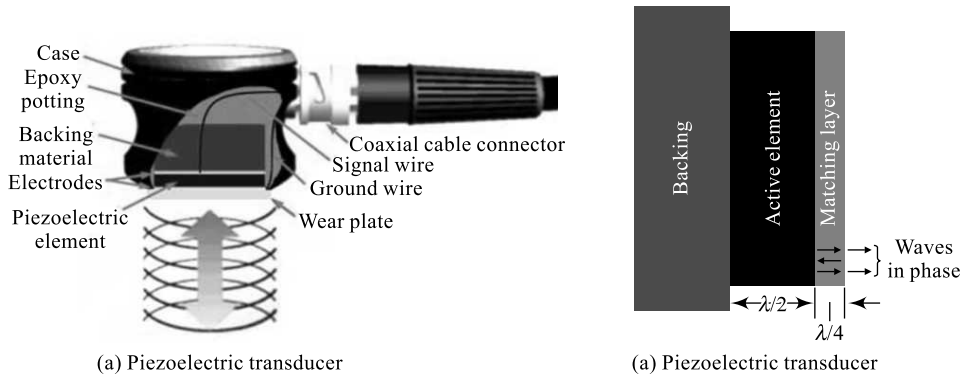 Case
Epoxy
potting
Backing
material
Electrodes
Piezoelectric
element
Coaxial cable connector
Signal wire
Ground wire
Wear plate
(a) Piezoelectric transducer
Backing
Active element
Matching layer
Waves
in phase
λ/2
λ/4
(a) Piezoelectric transducer